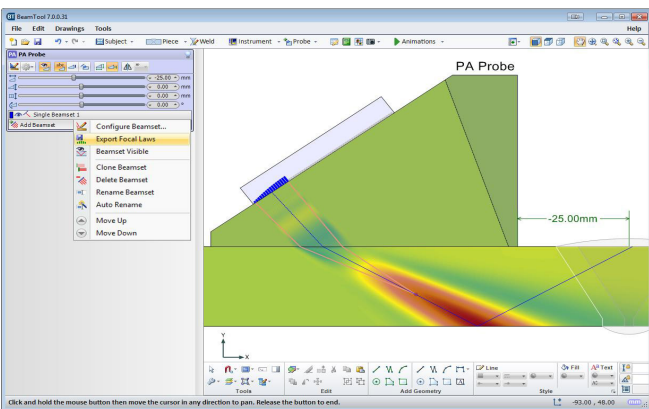 BT BeamTool 7.0.0.31
File Edit Drawings Tools Help
Subject Piece Weld Instrument Probe Animations
PA PA Probe
-25.00 mm
0.00 mm
0.00 mm
0.00 °
Single Beamset 1
Add Beamset
Configure Beamset...
Export Focal Laws
Beamset Visible
Clone Beamset
Delete Beamset
Rename Beamset
Auto Rename
Move Up
Move Down
PA Probe
-25.00mm
Y
X
Line Fill Text
Tools Edit Add Geometry Style
Click and hold the mouse button then move the cursor in any direction to pan. Release the button to end. -93.00 , 48.00